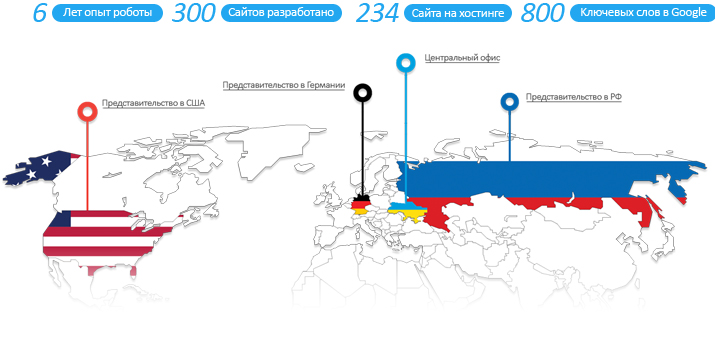 6 Лет опыт роботы 300 Сайтов разработано 234 Сайта на хостинге 800 Ключевых слов в Google
Центральный офис
Представительство в Германии
Представительство в РФ
Представительство в США